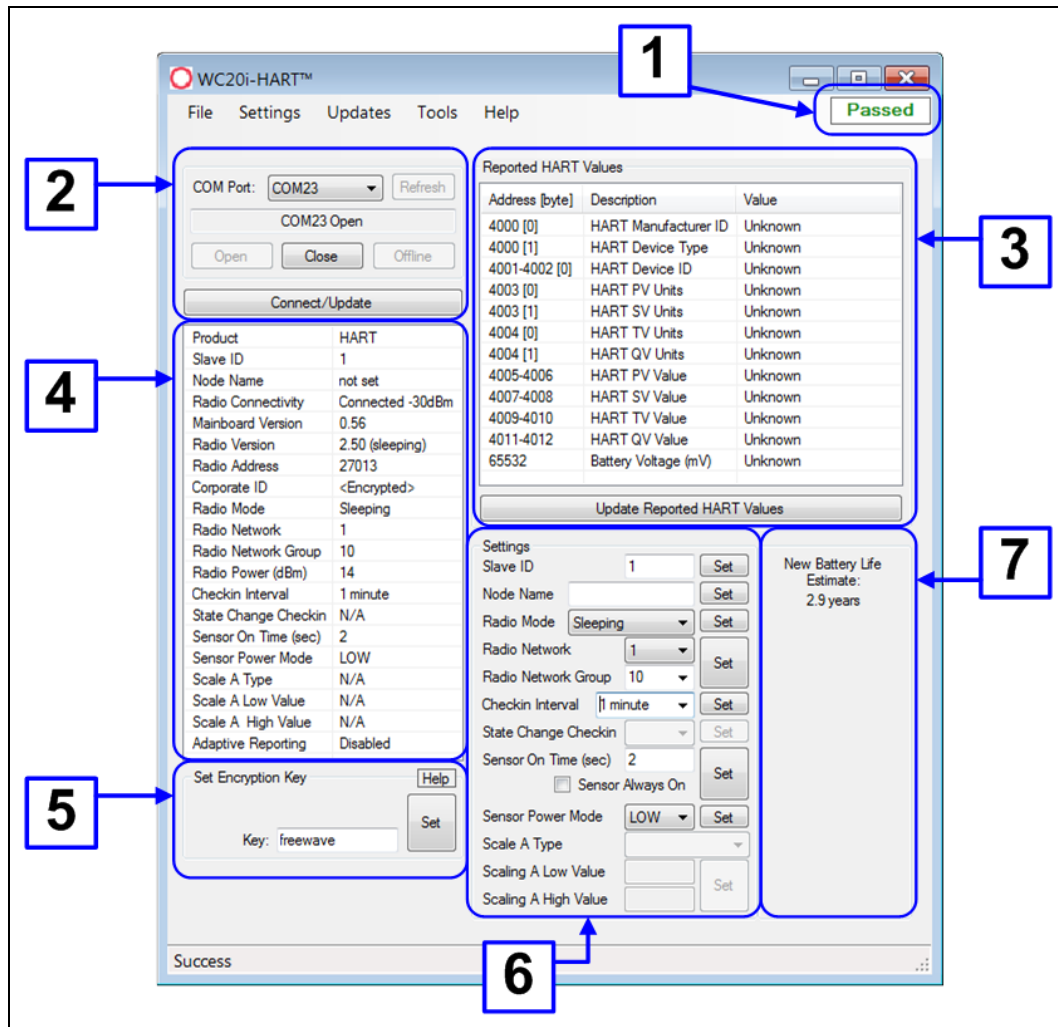 1
WC20i-HART™
File Settings Updates Tools Help
Passed
2
COM Port: COM23 Refresh
COM23 Open
Open Close Offline
Connect/Update
Reported HART Values
Address [byte] Description Value
4000 [0] HART Manufacturer ID Unknown
4000 [1] HART Device Type Unknown
4001-4002 [0] HART Device ID Unknown
4003 [0] HART PV Units Unknown
4003 [1] HART SV Units Unknown
4004 [0] HART TV Units Unknown
4004 [1] HART QV Units Unknown
4005-4006 HART PV Value Unknown
4007-4008 HART SV Value Unknown
4009-4010 HART TV Value Unknown
4011-4012 HART QV Value Unknown
65532 Battery Voltage (mV) Unknown
Update Reported HART Values
3
4
Product HART
Slave ID 1
Node Name not set
Radio Connectivity Connected -30dBm
Mainboard Version 0.56
Radio Version 2.50 (sleeping)
Radio Address 27013
Corporate ID <Encrypted>
Radio Mode Sleeping
Radio Network 1
Radio Network Group 10
Radio Power (dBm) 14
Checkin Interval 1 minute
State Change Checkin N/A
Sensor On Time (sec) 2
Sensor Power Mode LOW
Scale A Type N/A
Scale A Low Value N/A
Scale A High Value N/A
Adaptive Reporting Disabled
5
Set Encryption Key Help
Key: freewave Set
Settings
Slave ID 1 Set
Node Name Set
Radio Mode Sleeping Set
Radio Network 1
Set
Radio Network Group 10
Checkin Interval 1 minute Set
State Change Checkin Set
Sensor On Time (sec) 2
Set
Sensor Always On
Sensor Power Mode LOW Set
Scale A Type
Scaling A Low Value
Set
Scaling A High Value
6
New Battery Life
Estimate:
2.9 years
7
Success